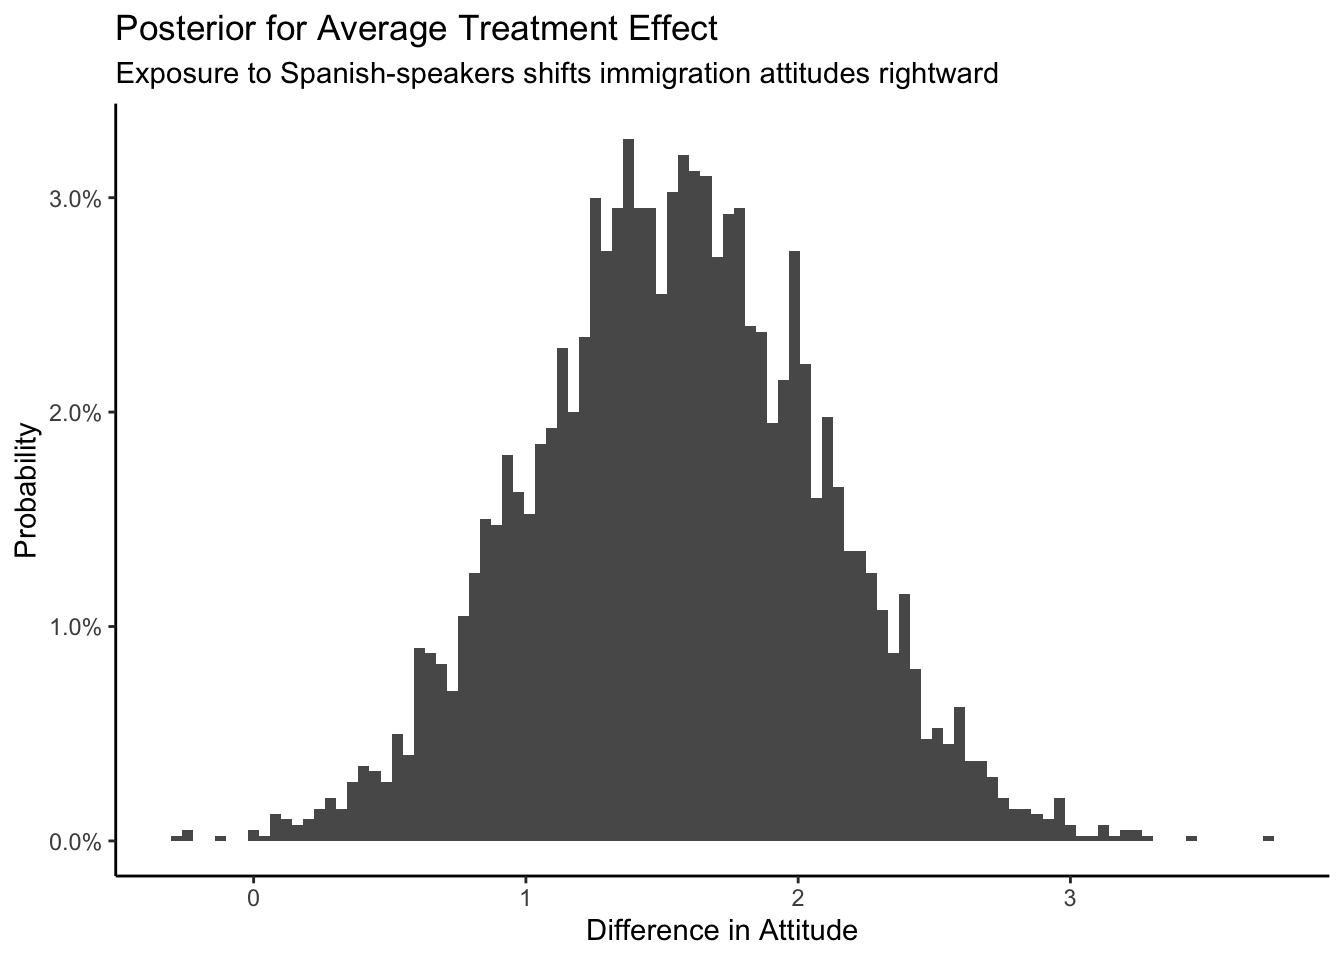 Posterior for Average Treatment Effect
Exposure to Spanish-speakers shifts immigration attitudes rightward
3.0%
2.0%
1.0%
0.0%
Probability
0
1
2
3
Difference in Attitude